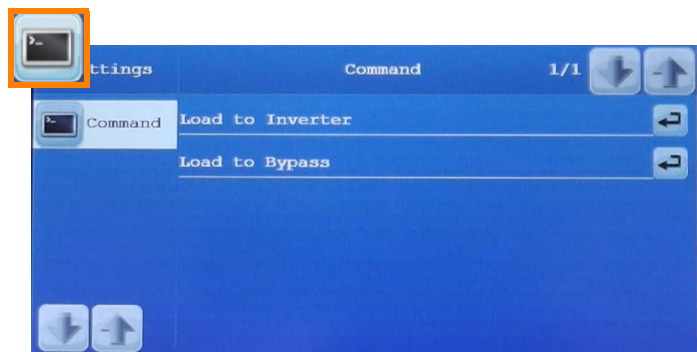 ttings Command 1/1
Command
Load to Inverter
Load to Bypass